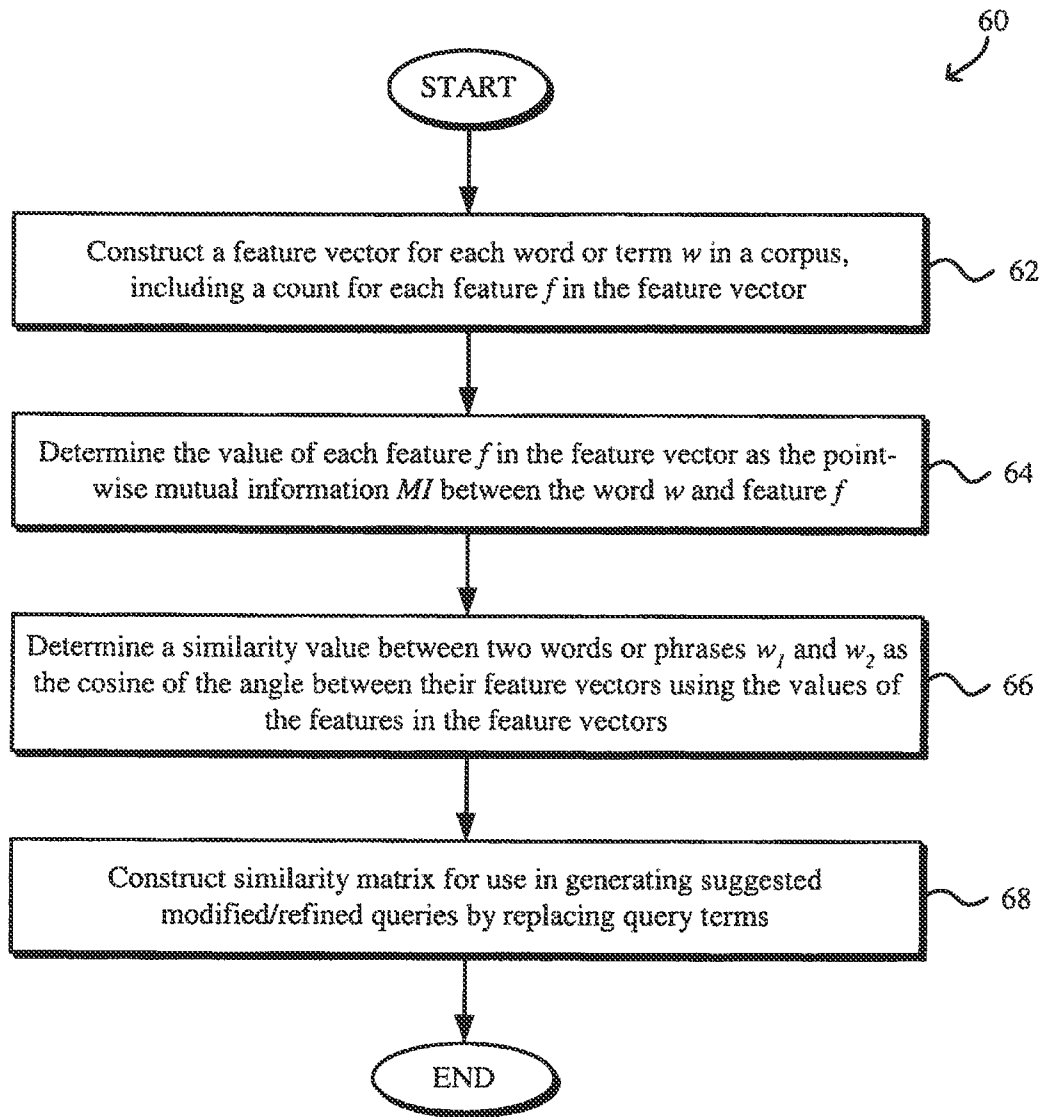 60
START
Construct a feature vector for each word or term w in a corpus,
including a count for each feature f in the feature vector
62
Determine the value of each feature f in the feature vector as the point-
wise mutual information MI between the word w and feature f
64
Determine a similarity value between two words or phrases w1 and w2 as
the cosine of the angle between their feature vectors using the values of
the features in the feature vectors
66
Construct similarity matrix for use in generating suggested
modified/refined queries by replacing query terms
68
END